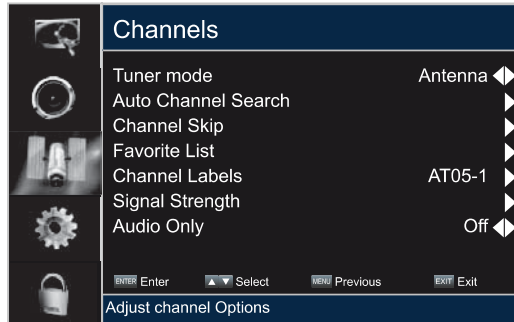 Channels
Tuner mode Antenna
Auto Channel Search
Channel Skip
Favorite List
Channel Labels AT05-1
Signal Strength
Audio Only Off
ENTER Enter ▲ ▼ Select MENU Previous EXIT Exit
Adjust channel Options